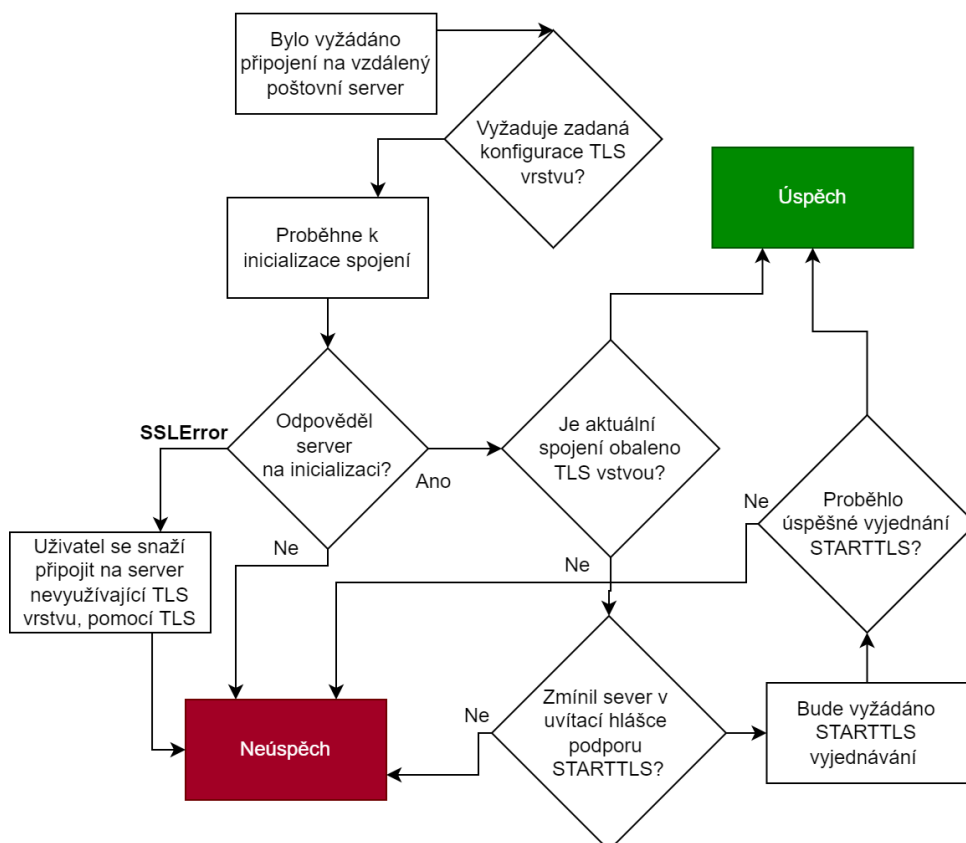 Bylo vyžádáno
připojení na vzdálený
poštovní server
Vyžaduje zadaná
konfigurace TLS
vrstvu?
Úspěch
Proběhne k
inicializace spojení
Odpověděl
server
na inicializaci?
SSLError
Ano
Je aktuální
spojení obaleno
TLS vstvou?
Ne
Proběhlo
úspěšné vyjednání
STARTTLS?
Uživatel se snaží
připojit na server
nevyužívající TLS
vrstvu, pomocí TLS
Ne
Ne
Neúspěch
Ne
Zmínil sever v
uvítací hlášce
podporu
STARTTLS?
Bude vyžádáno
STARTTLS
vyjednávání